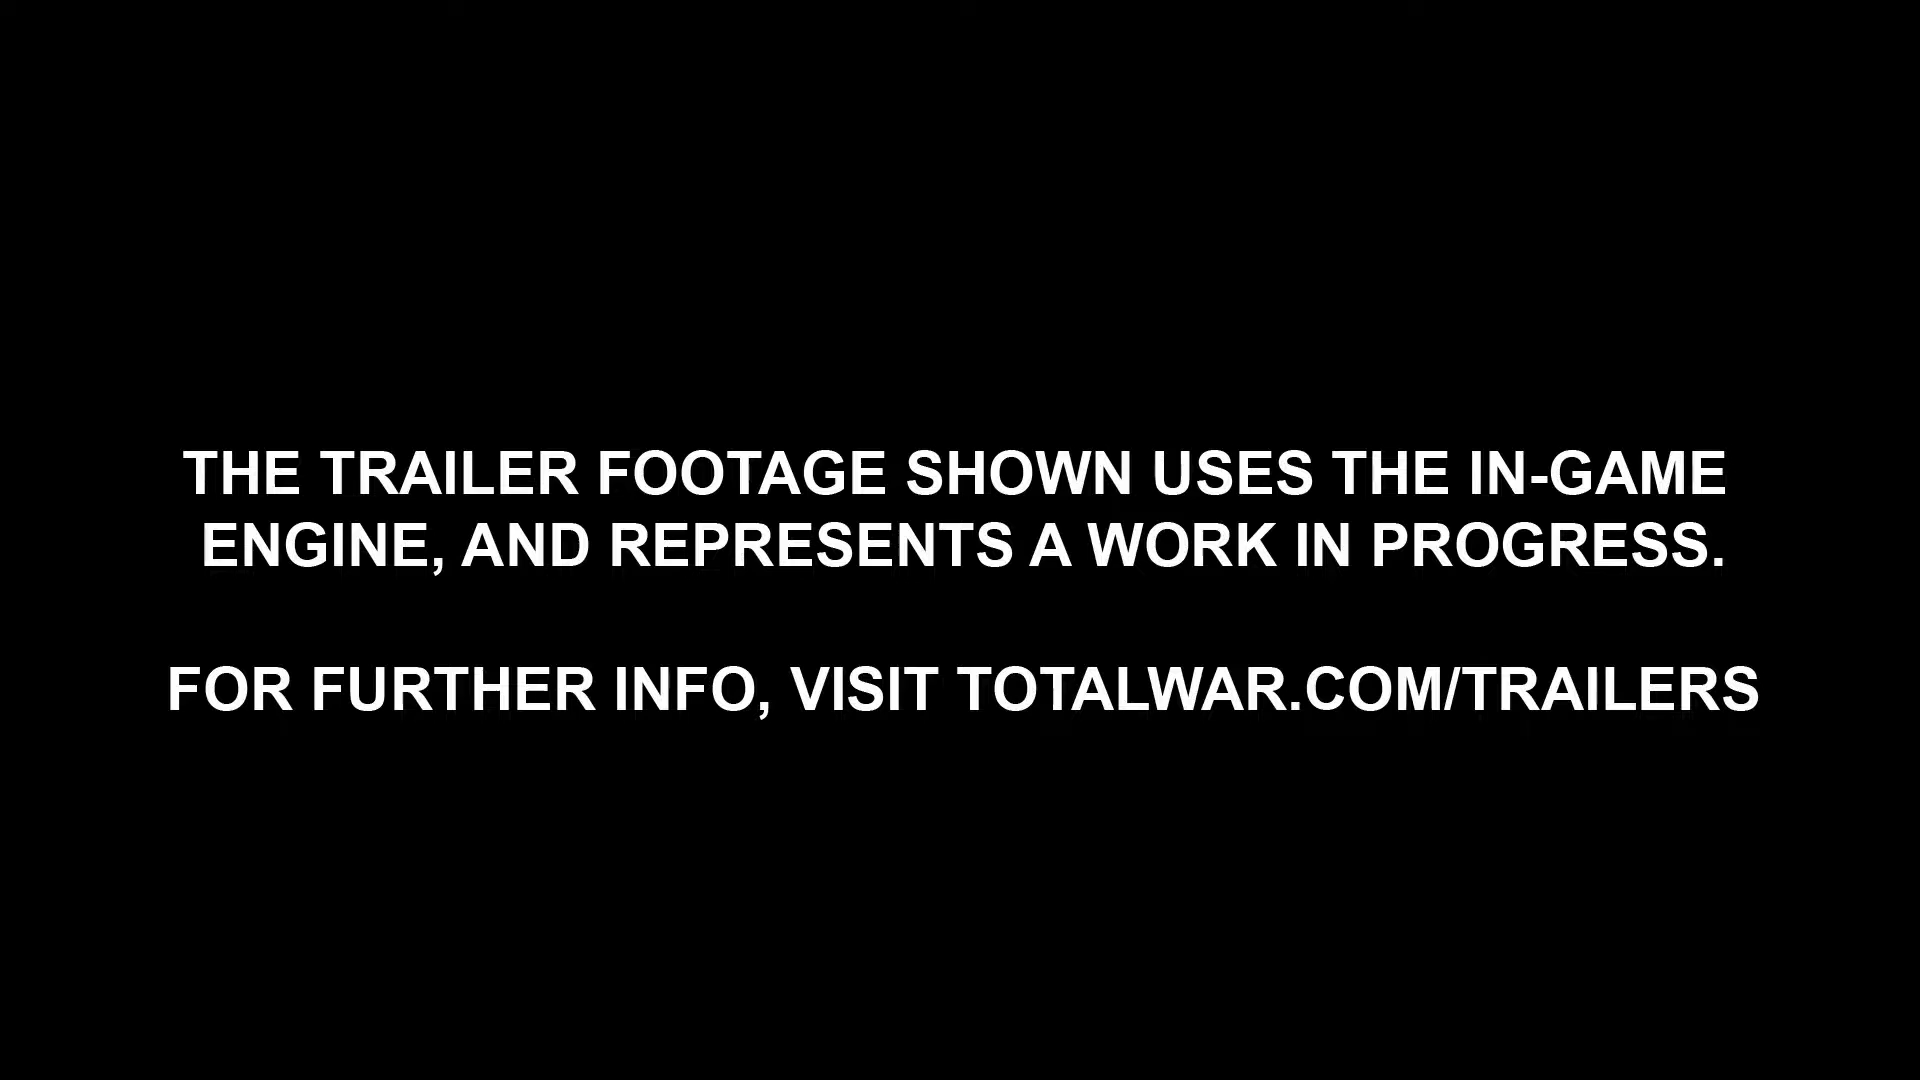 THE TRAILER FOOTAGE SHOWN USES THE IN-GAME
ENGINE, AND REPRESENTS A WORK IN PROGRESS.
FOR FURTHER INFO, VISIT TOTALWAR.COM/TRAILERS